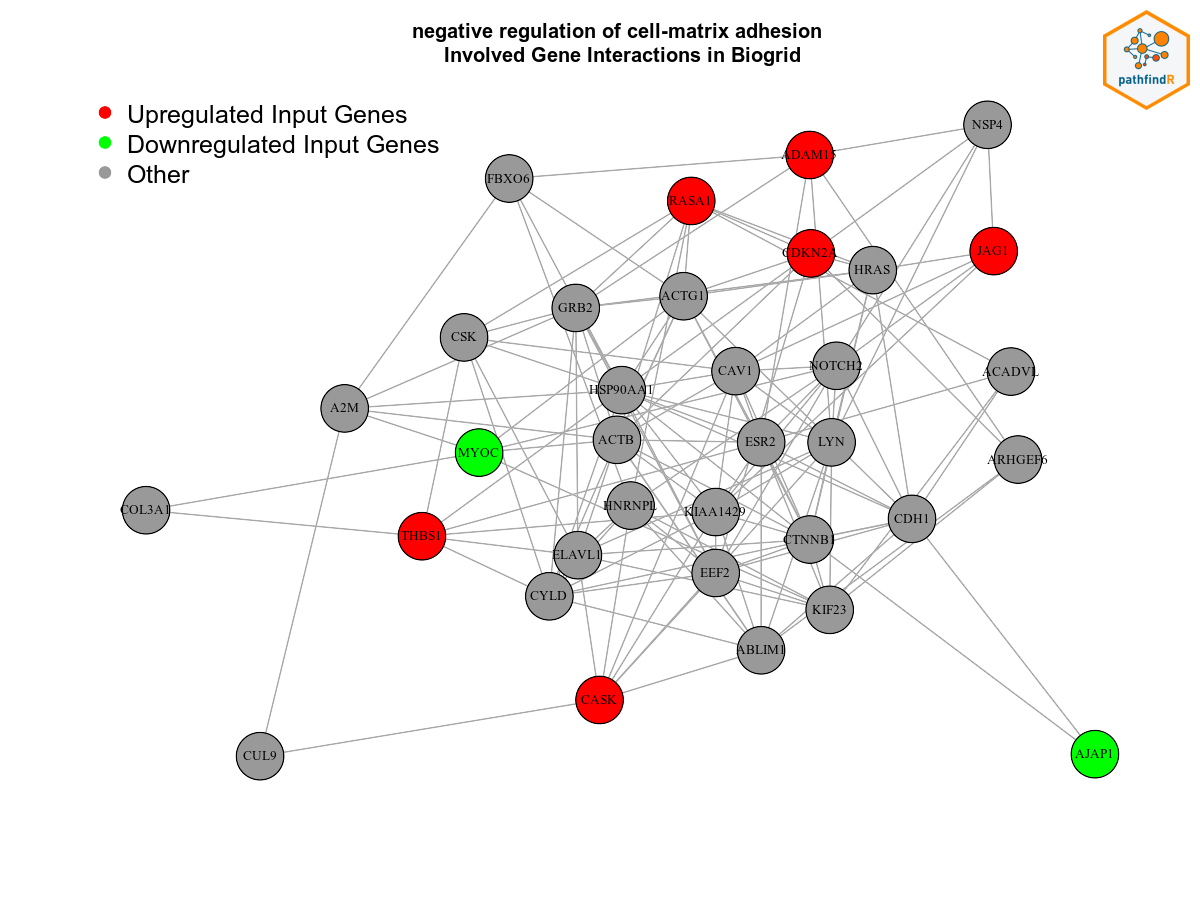 negative regulation of cell-matrix adhesion
Involved Gene Interactions in Biogrid
pathfindR
Upregulated Input Genes
Downregulated Input Genes
Other
NSP4
ADAM15
FBXO6
RASA1
CDKN2A
JAG1
HRAS
ACTG1
GRB2
CSK
CAV1
NOTCH2
ACADVL
HSP90AA1
A2M
ACTB
ESR2
LYN
MYOC
ARHGEF6
HNRNPL
KIAA1429
COL3A1
CDH1
THBS1
CTNNB1
ELAVL1
EEF2
CYLD
KIF23
ABLIM1
CASK
CUL9
AJAP1